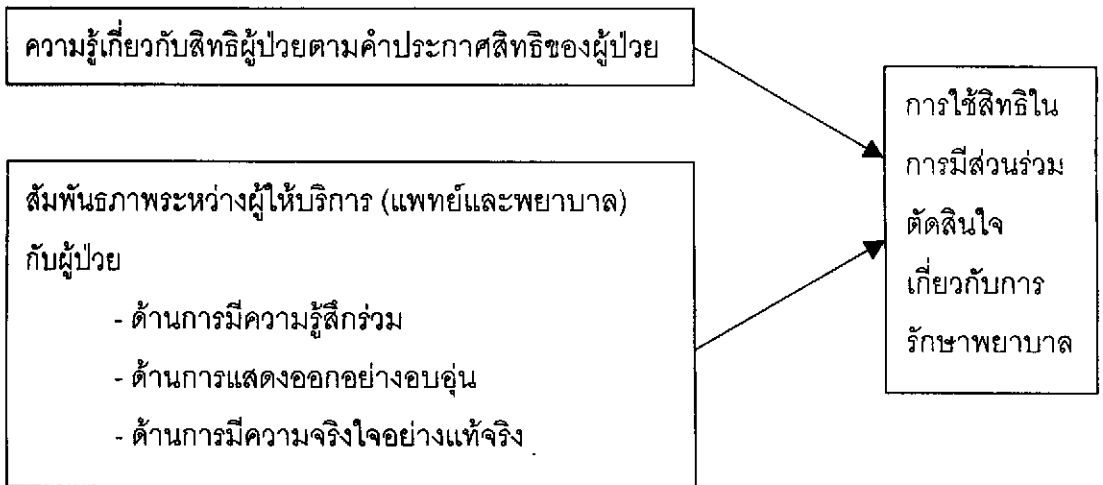 ความรู้เกี่ยวกับสิทธิผู้ป่วยตามคำประกาศสิทธิของผู้ป่วย
สัมพันธภาพระหว่างผู้ให้บริการ (แพทย์และพยาบาล)
กับผู้ป่วย
- ด้านการมีความรู้สึกร่วม
- ด้านการแสดงออกอย่างอบอุ่น
- ด้านการมีความจริงใจอย่างแท้จริง
การใช้สิทธิใน
การมีส่วนร่วม
ตัดสินใจ
เกี่ยวกับการ
รักษาพยาบาล